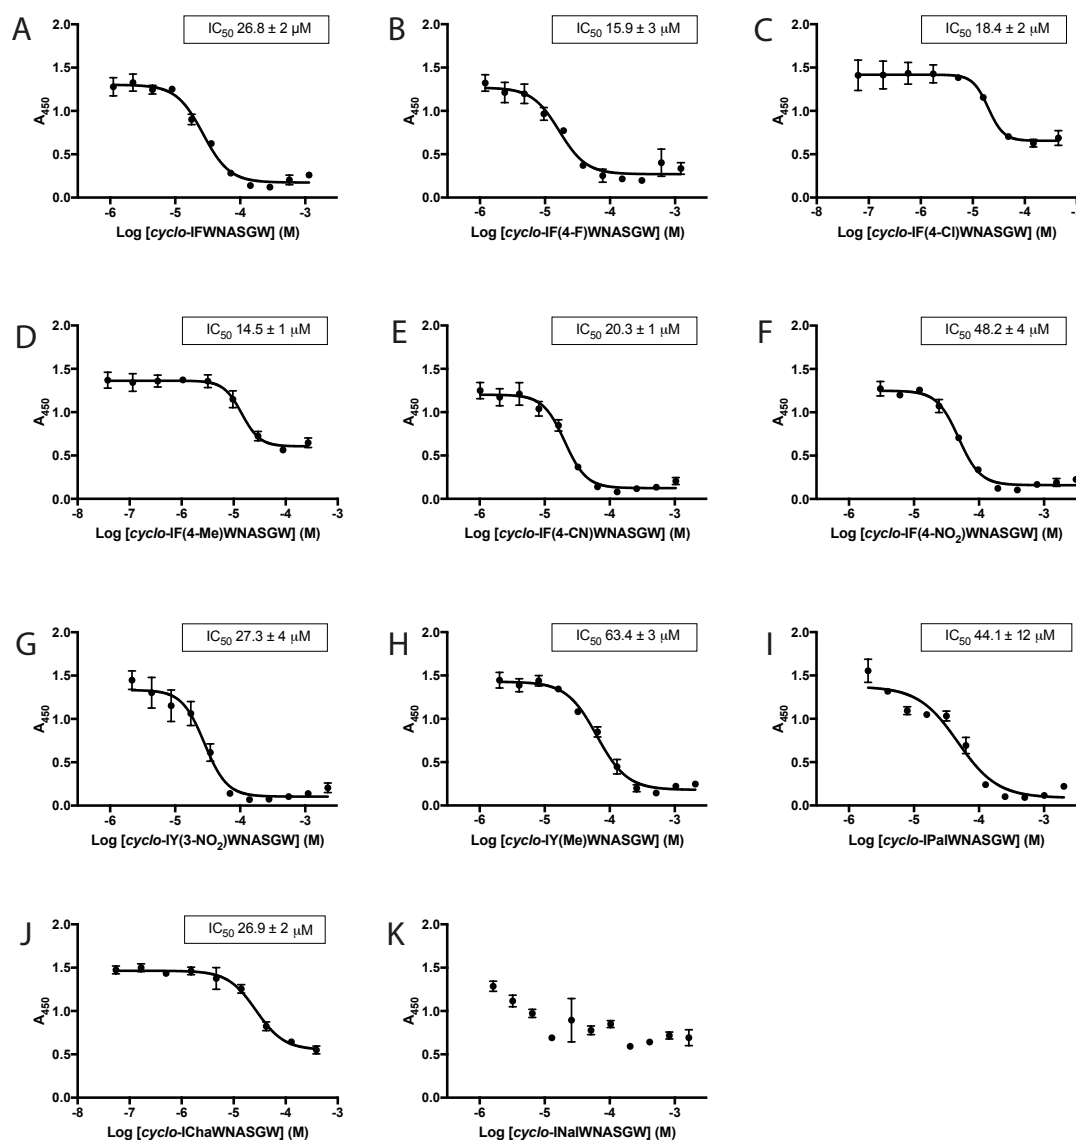 A
IC50 26.8 ± 2 µM
2.0
1.5
1.0
0.5
0.0
A450
-6 -5 -4 -3
Log [cyclo-IFWNASGW] (M)
B
IC50 15.9 ± 3 µM
2.0
1.5
1.0
0.5
0.0
A450
-6 -5 -4 -3
Log [cyclo-IF(4-F)WNASGW] (M)
C
IC50 18.4 ± 2 µM
2.0
1.5
1.0
0.5
0.0
A450
-8 -7 -6 -5 -4 -3
Log [cyclo-IF(4-Cl)WNASGW] (M)
D
IC50 14.5 ± 1 µM
2.0
1.5
1.0
0.5
0.0
A450
-8 -7 -6 -5 -4 -3
Log [cyclo-IF(4-Me)WNASGW] (M)
E
IC50 20.3 ± 1 µM
2.0
1.5
1.0
0.5
0.0
A450
-6 -5 -4 -3
Log [cyclo-IF(4-CN)WNASGW] (M)
F
IC50 48.2 ± 4 µM
2.0
1.5
1.0
0.5
0.0
A450
-6 -5 -4 -3
Log [cyclo-IF(4-NO2)WNASGW] (M)
G
IC50 27.3 ± 4 µM
2.0
1.5
1.0
0.5
0.0
A450
-6 -5 -4 -3
Log [cyclo-IY(3-NO2)WNASGW] (M)
H
IC50 63.4 ± 3 µM
2.0
1.5
1.0
0.5
0.0
A450
-6 -5 -4 -3
Log [cyclo-IY(Me)WNASGW] (M)
I
IC50 44.1 ± 12 µM
2.0
1.5
1.0
0.5
0.0
A450
-6 -5 -4 -3
Log [cyclo-IPalWNASGW] (M)
J
IC50 26.9 ± 2 µM
2.0
1.5
1.0
0.5
0.0
A450
-8 -7 -6 -5 -4 -3
Log [cyclo-IChaWNASGW] (M)
K
2.0
1.5
1.0
0.5
0.0
A450
-6 -5 -4 -3
Log [cyclo-INalWNASGW] (M)